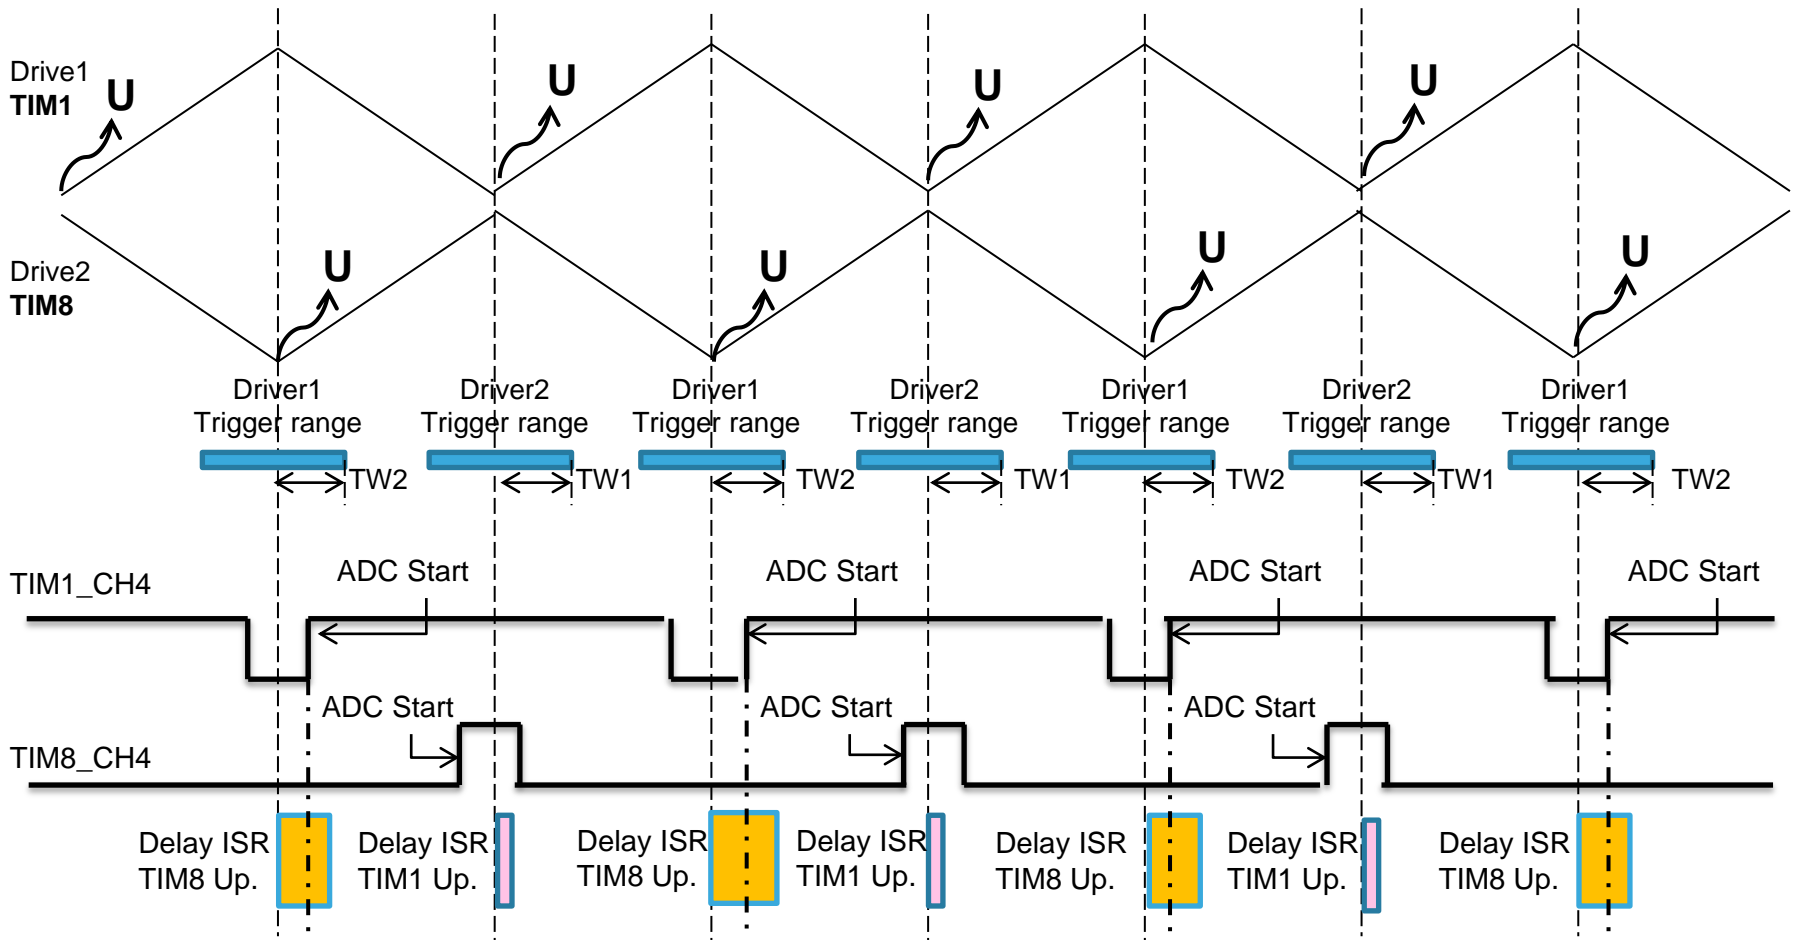 Drive1
TIM1
U
U
U
U
Drive2
TIM8
U
U
U
U
Driver1
Trigger range
Driver2
Trigger range
Driver1
Trigger range
Driver2
Trigger range
Driver1
Trigger range
Driver2
Trigger range
Driver1
Trigger range
TW2
TW1
TW2
TW1
TW2
TW1
TW2
TIM1_CH4
ADC Start
ADC Start
ADC Start
ADC Start
TIM8_CH4
ADC Start
ADC Start
ADC Start
Delay ISR
TIM8 Up.
Delay ISR
TIM1 Up.
Delay ISR
TIM8 Up.
Delay ISR
TIM1 Up.
Delay ISR
TIM8 Up.
Delay ISR
TIM1 Up.
Delay ISR
TIM8 Up.